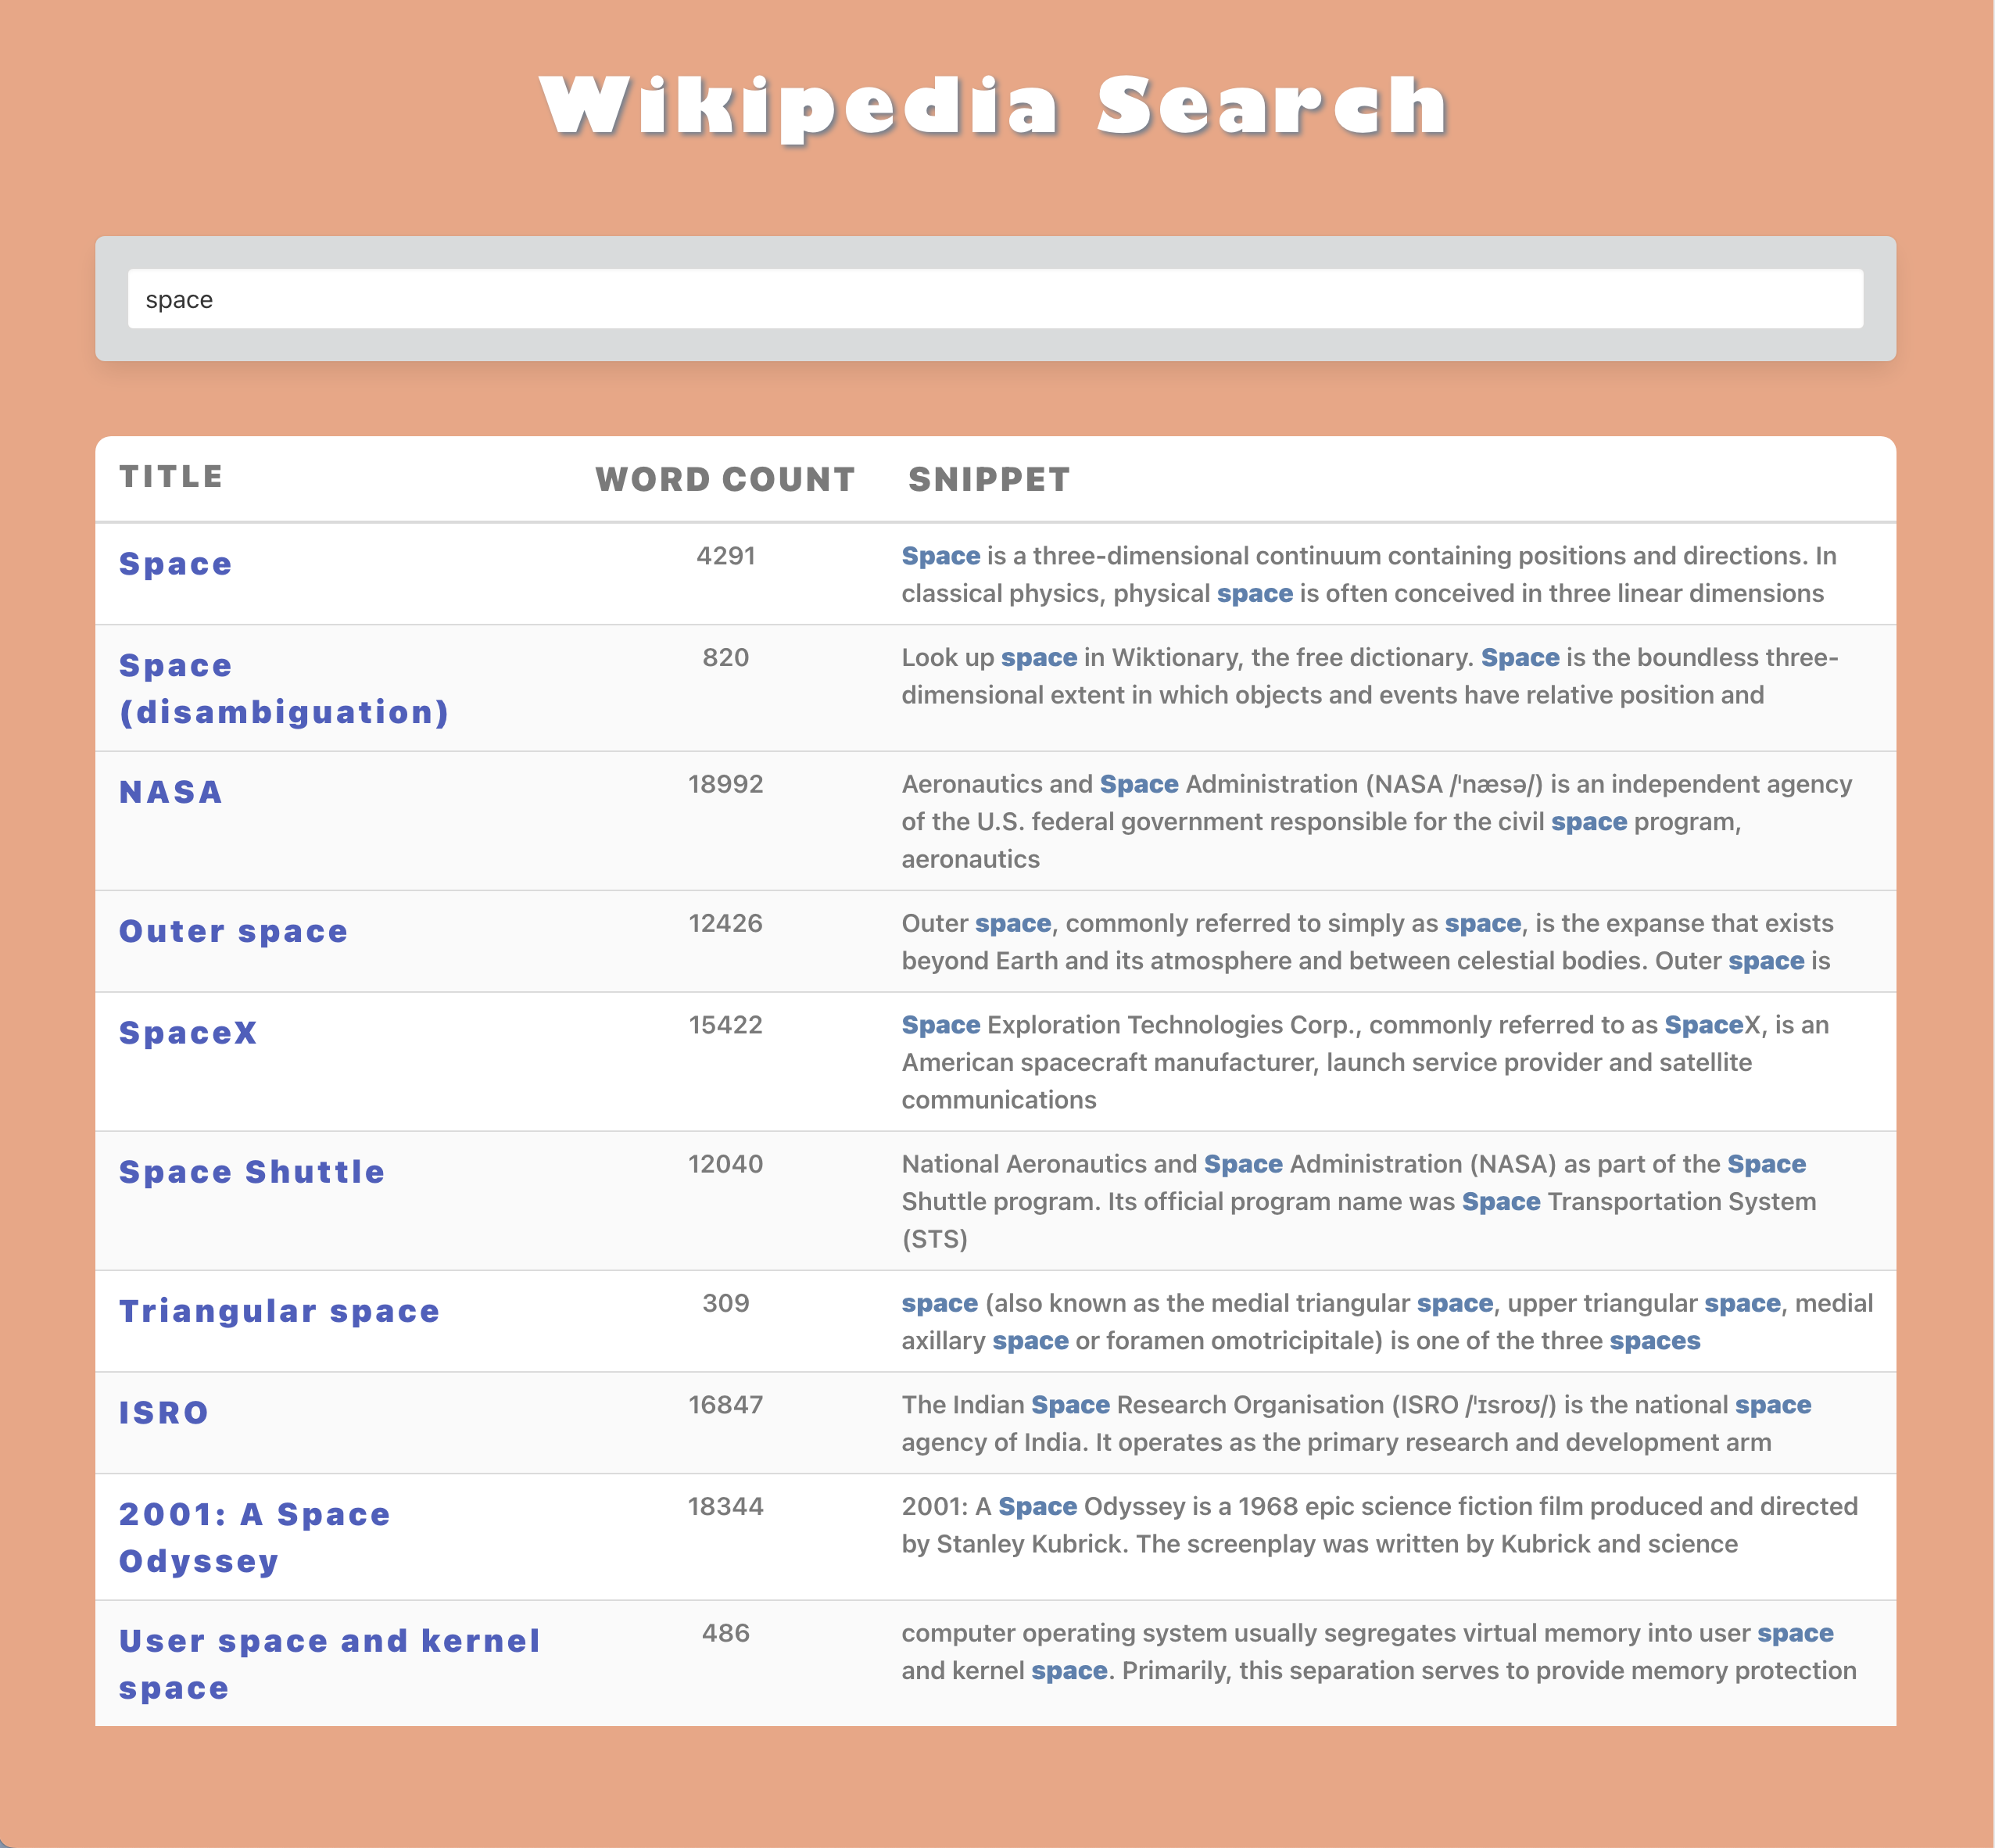 Wikipedia Search
space
TITLE WORD COUNT SNIPPET
Space 4291 Space is a three-dimensional continuum containing positions and directions. In
classical physics, physical space is often conceived in three linear dimensions
Space 820 Look up space in Wiktionary, the free dictionary. Space is the boundless three-
(disambiguation) dimensional extent in which objects and events have relative position and
NASA 18992 Aeronautics and Space Administration (NASA /ˈnæsə/) is an independent agency
of the U.S. federal government responsible for the civil space program,
aeronautics
Outer space 12426 Outer space, commonly referred to simply as space, is the expanse that exists
beyond Earth and its atmosphere and between celestial bodies. Outer space is
SpaceX 15422 Space Exploration Technologies Corp., commonly referred to as SpaceX, is an
American spacecraft manufacturer, launch service provider and satellite
communications
Space Shuttle 12040 National Aeronautics and Space Administration (NASA) as part of the Space
Shuttle program. Its official program name was Space Transportation System
(STS)
Triangular space 309 space (also known as the medial triangular space, upper triangular space, medial
axillary space or foramen omotricipitale) is one of the three spaces
ISRO 16847 The Indian Space Research Organisation (ISRO /ˈɪsroʊ/) is the national space
agency of India. It operates as the primary research and development arm
2001: A Space 18344 2001: A Space Odyssey is a 1968 epic science fiction film produced and directed
Odyssey by Stanley Kubrick. The screenplay was written by Kubrick and science
User space and kernel 486 computer operating system usually segregates virtual memory into user space
space and kernel space. Primarily, this separation serves to provide memory protection